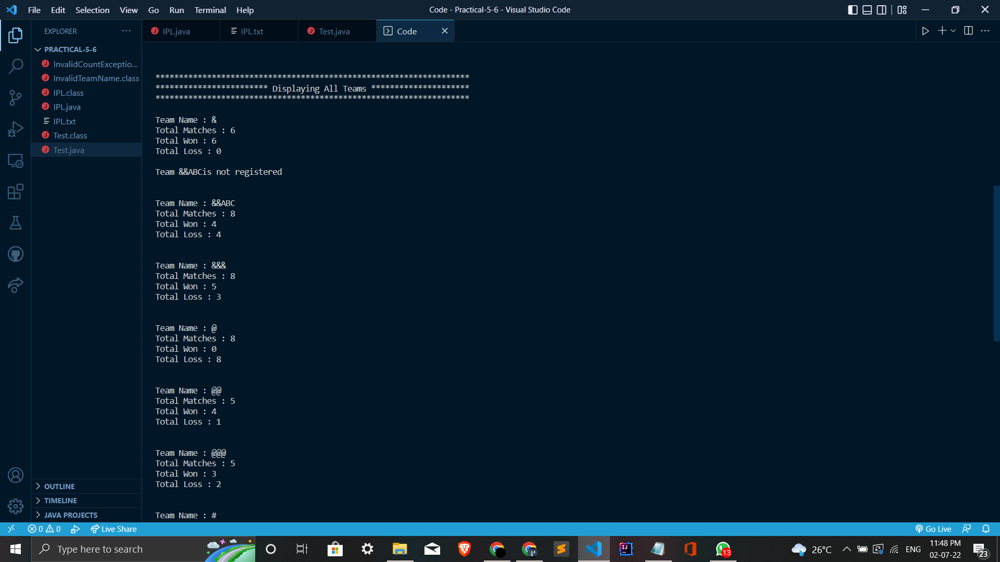 File Edit Selection View Go Run Terminal Help
Code - Practical-5-6 - Visual Studio Code
EXPLORER
IPL.java
IPL.txt
Test.java
Code
PRACTICAL-5-6
InvalidCountExceptio...
InvalidTeamName.class
IPL.class
IPL.java
IPL.txt
Test.class
Test.java
*******************************************************************
************************ Displaying All Teams *********************
*******************************************************************
Team Name : &
Total Matches : 6
Total Won : 6
Total Loss : 0
Team &&ABCis not registered
Team Name : &&ABC
Total Matches : 8
Total Won : 4
Total Loss : 4
Team Name : &&&
Total Matches : 8
Total Won : 5
Total Loss : 3
Team Name : @
Total Matches : 8
Total Won : 0
Total Loss : 8
Team Name : @@
Total Matches : 5
Total Won : 4
Total Loss : 1
Team Name : @@@
Total Matches : 5
Total Won : 3
Total Loss : 2
Team Name : #
OUTLINE
TIMELINE
JAVA PROJECTS
0 0 Live Share
Go Live
Type here to search
13
26°C
ENG
11:48 PM
02-07-22
23